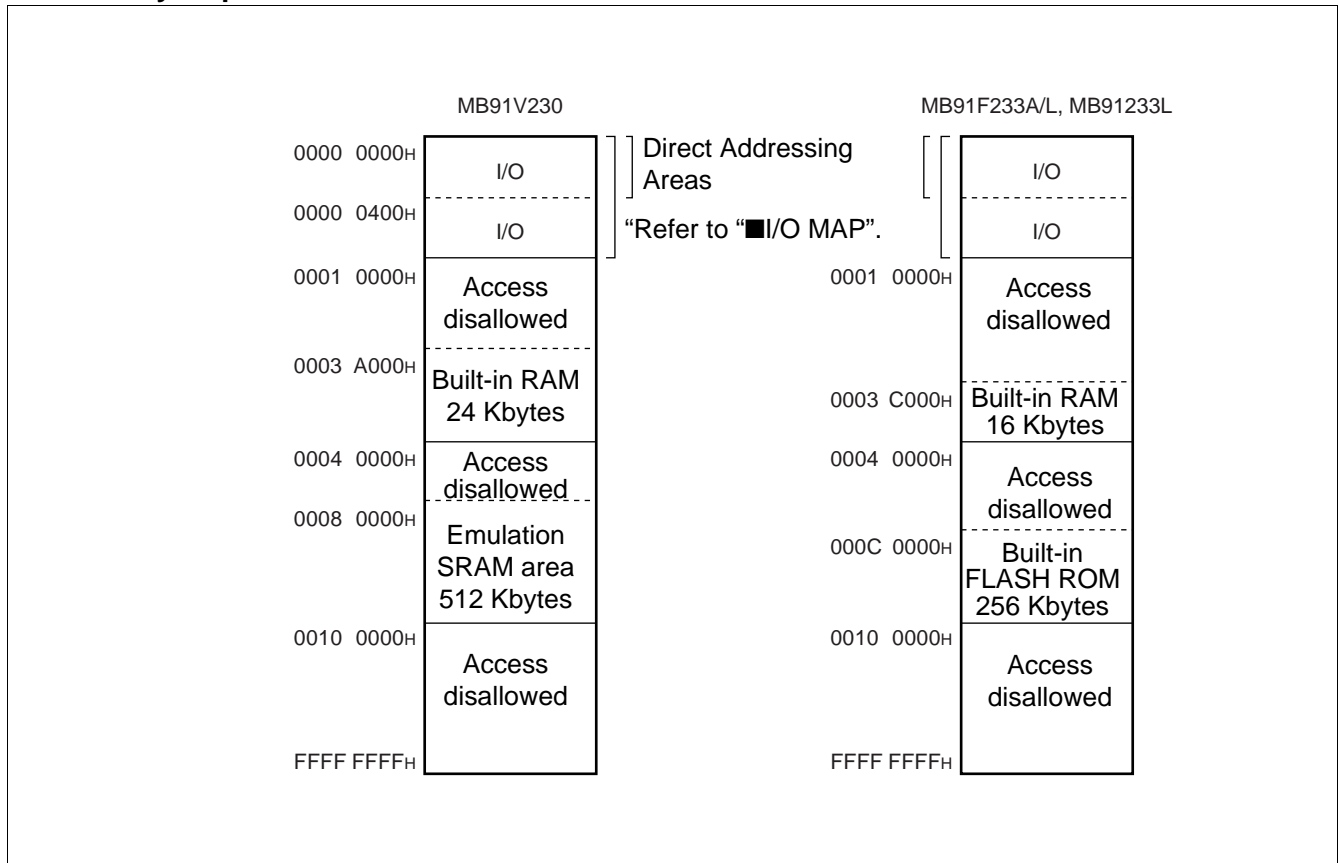 MB91V230
0000 0000H
I/O
0000 0400H
I/O
0001 0000H
Access
disallowed
0003 A000H
Built-in RAM
24 Kbytes
0004 0000H
Access
disallowed
0008 0000H
Emulation
SRAM area
512 Kbytes
0010 0000H
Access
disallowed
FFFF FFFFH
Direct Addressing
Areas
“Refer to “■I/O MAP”.
MB91F233A/L, MB91233L
I/O
I/O
0001 0000H
Access
disallowed
0003 C000H
Built-in RAM
16 Kbytes
0004 0000H
Access
disallowed
000C 0000H
Built-in
FLASH ROM
256 Kbytes
0010 0000H
Access
disallowed
FFFF FFFFH